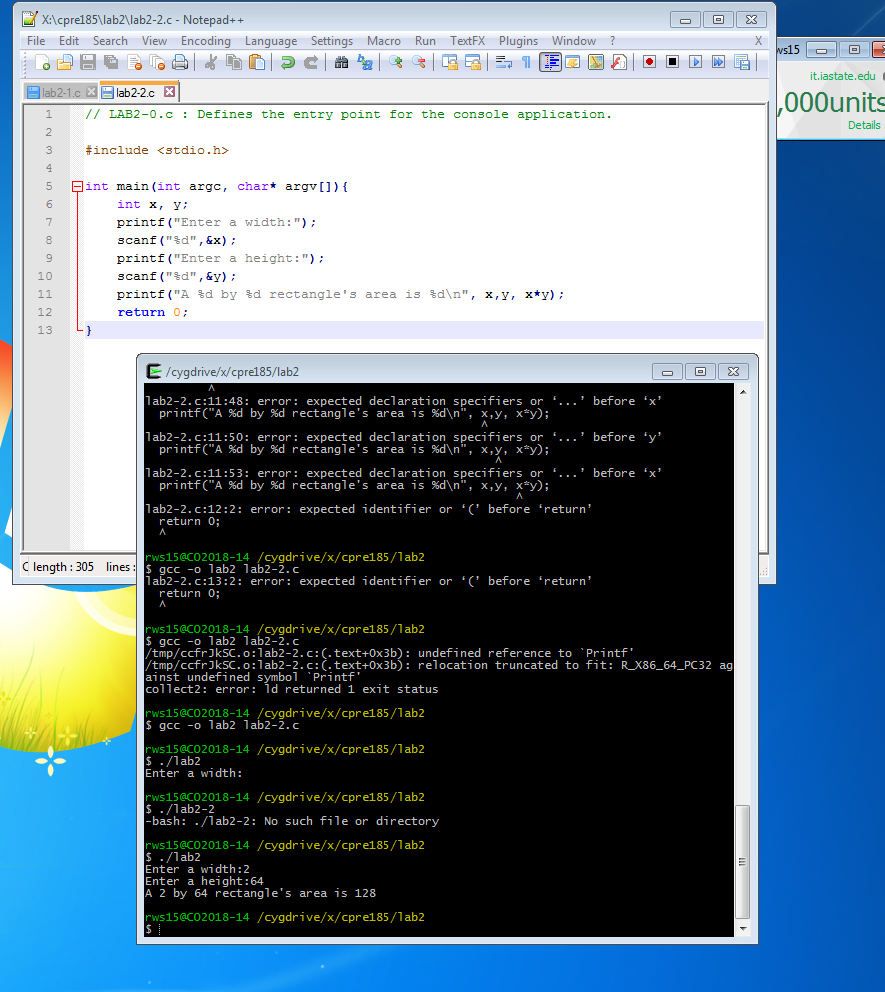 X:\cpre185\lab2\lab2-2.c - Notepad++
File Edit Search View Encoding Language Settings Macro Run TextFX Plugins Window ? X
lab2-1.c lab2-2.c
1 // LAB2-0.c : Defines the entry point for the console application.
2
3 #include <stdio.h>
4
5 int main(int argc, char* argv[]){
6 int x, y;
7 printf("Enter a width:");
8 scanf("%d",&x);
9 printf("Enter a height:");
10 scanf("%d",&y);
11 printf("A %d by %d rectangle's area is %d\n", x,y, x*y);
12 return 0;
13 }
C length : 305 lines :
ws15
it.iastate.edu
,000units
Details
/cygdrive/x/cpre185/lab2
^
lab2-2.c:11:48: error: expected declaration specifiers or ‘...’ before ‘x’
printf("A %d by %d rectangle's area is %d\n", x,y, x*y);
^
lab2-2.c:11:50: error: expected declaration specifiers or ‘...’ before ‘y’
printf("A %d by %d rectangle's area is %d\n", x,y, x*y);
^
lab2-2.c:11:53: error: expected declaration specifiers or ‘...’ before ‘x’
printf("A %d by %d rectangle's area is %d\n", x,y, x*y);
^
lab2-2.c:12:2: error: expected identifier or ‘(’ before ‘return’
return 0;
^
rws15@CO2018-14 /cygdrive/x/cpre185/lab2
$ gcc -o lab2 lab2-2.c
lab2-2.c:13:2: error: expected identifier or ‘(’ before ‘return’
return 0;
^
rws15@CO2018-14 /cygdrive/x/cpre185/lab2
$ gcc -o lab2 lab2-2.c
/tmp/ccfrJkSC.o:lab2-2.c:(.text+0x3b): undefined reference to `Printf'
/tmp/ccfrJkSC.o:lab2-2.c:(.text+0x3b): relocation truncated to fit: R_X86_64_PC32 ag
ainst undefined symbol `Printf'
collect2: error: ld returned 1 exit status
rws15@CO2018-14 /cygdrive/x/cpre185/lab2
$ gcc -o lab2 lab2-2.c
rws15@CO2018-14 /cygdrive/x/cpre185/lab2
$ ./lab2
Enter a width:
rws15@CO2018-14 /cygdrive/x/cpre185/lab2
$ ./lab2-2
-bash: ./lab2-2: No such file or directory
rws15@CO2018-14 /cygdrive/x/cpre185/lab2
$ ./lab2
Enter a width:2
Enter a height:64
A 2 by 64 rectangle's area is 128
rws15@CO2018-14 /cygdrive/x/cpre185/lab2
$